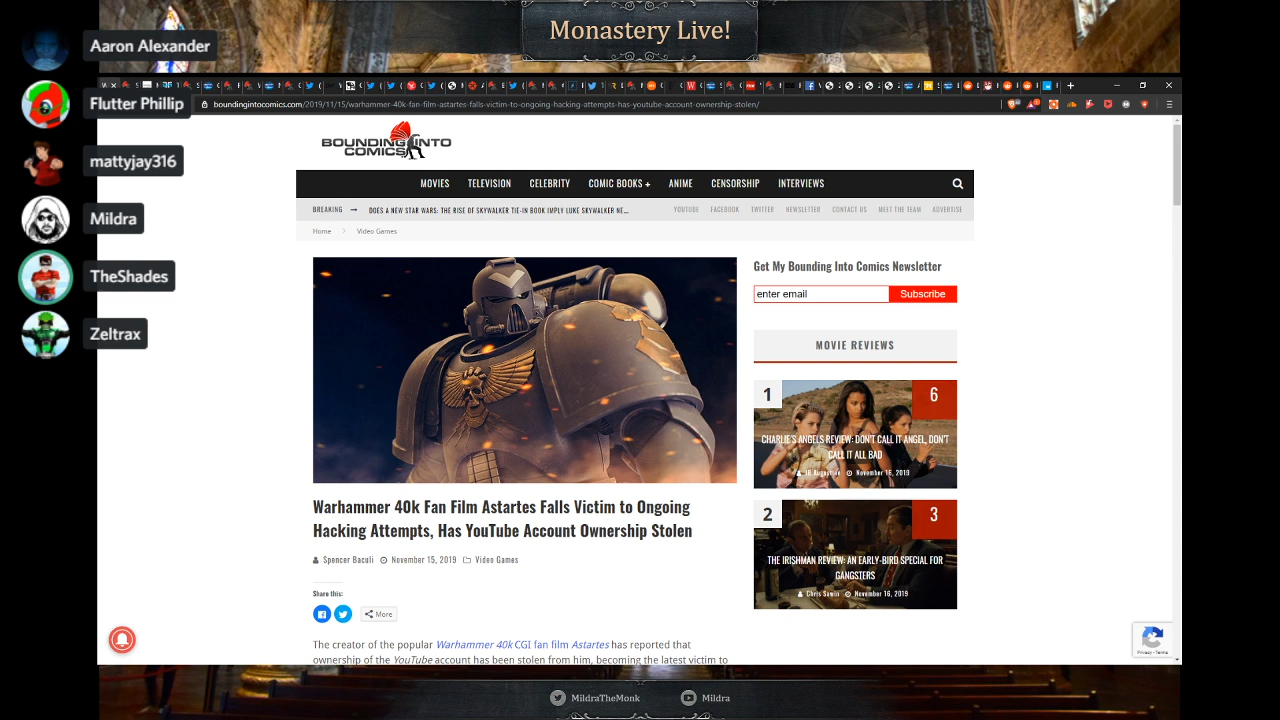 Monastery Live!
Aaron Alexander
Flutter Phillip
mattyjay316
Mildra
TheShades
Zeltrax
boundingintocomics.com/2019/11/15/warhammer-40k-fan-film-astartes-falls-victim-to-ongoing-hacking-attempts-has-youtube-account-ownership-stolen/
BOUNDING INTO
COMICS
MOVIES TELEVISION CELEBRITY COMIC BOOKS + ANIME CENSORSHIP INTERVIEWS
BREAKING → DOES A NEW STAR WARS: THE RISE OF SKYWALKER TIE-IN BOOK IMPLY LUKE SKYWALKER NE... YOUTUBE FACEBOOK TWITTER NEWSLETTER CONTACT US MEET THE TEAM ADVERTISE
Home > Video Games
Get My Bounding Into Comics Newsletter
enter email Subscribe
MOVIE REVIEWS
1 6
CHARLIE'S ANGELS REVIEW: DON'T CALL IT ANGEL, DON'T
CALL IT ALL BAD
JB Augustine November 16, 2019
2 3
THE IRISHMAN REVIEW: AN EARLY-BIRD SPECIAL FOR
GANGSTERS
Chris Sawin November 16, 2019
Warhammer 40k Fan Film Astartes Falls Victim to Ongoing
Hacking Attempts, Has YouTube Account Ownership Stolen
Spencer Baculi November 15, 2019 Video Games
Share this:
More
The creator of the popular Warhammer 40k CGI fan film Astartes has reported that
ownership of the YouTube account has been stolen from him, becoming the latest victim to
Privacy - Terms
MildraTheMonk Mildra